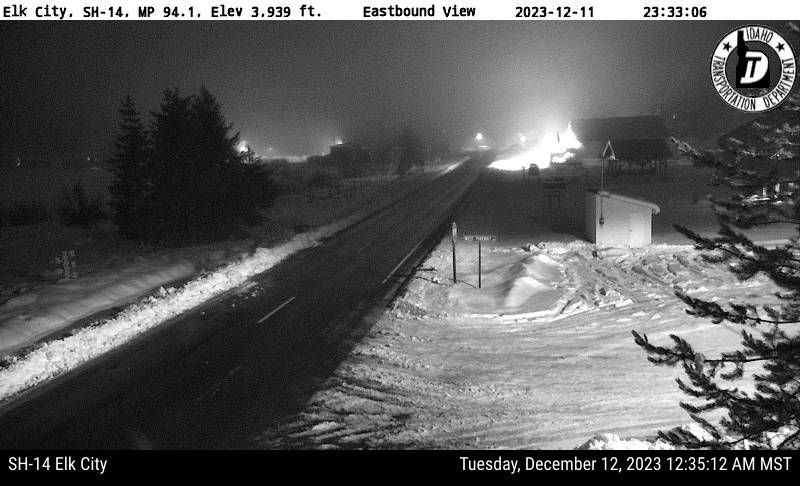 Elk City, SH-14, MP 94.1, Elev 3,939 ft. Eastbound View 2023-12-11 23:33:06
IDAHO
TRANSPORTATION DEPARTMENT
SH-14 Elk City Tuesday, December 12, 2023 12:35:12 AM MST